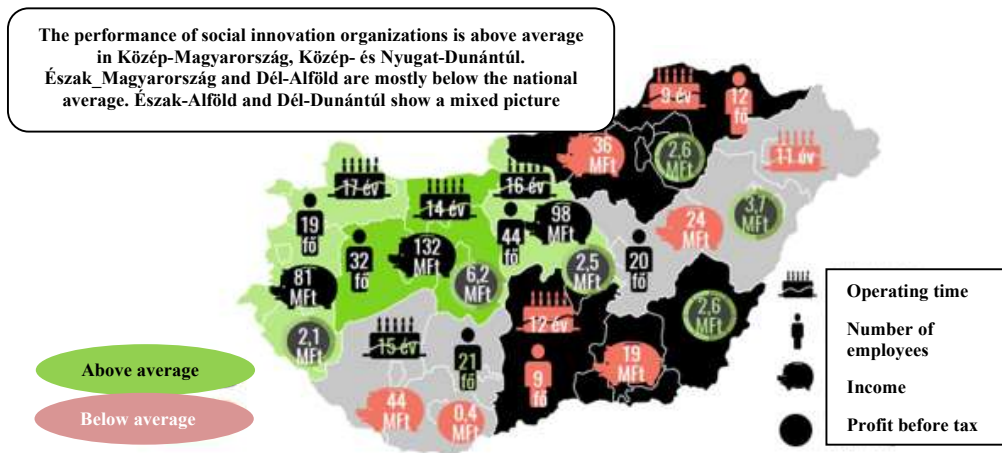 The performance of social innovation organizations is above average
in Közép-Magyarország, Közép- és Nyugat-Dunántúl.
Észak_Magyarország and Dél-Alföld are mostly below the national
average. Észak-Alföld and Dél-Dunántúl show a mixed picture
9 év
12
fő
36
MFt
2,6
MFt
11 év
17 év
16 év
14 év
19
fő
32
fő
132
MFt
44
fő
98
MFt
24
MFt
3,7
MFt
81
MFt
6,2
MFt
2,5
MFt
20
fő
2,1
MFt
15 év
21
fő
12 év
2,6
MFt
44
MFt
0,4
MFt
9
fő
19
MFt
Above average
Below average
Operating time
Number of
employees
Income
Profit before tax